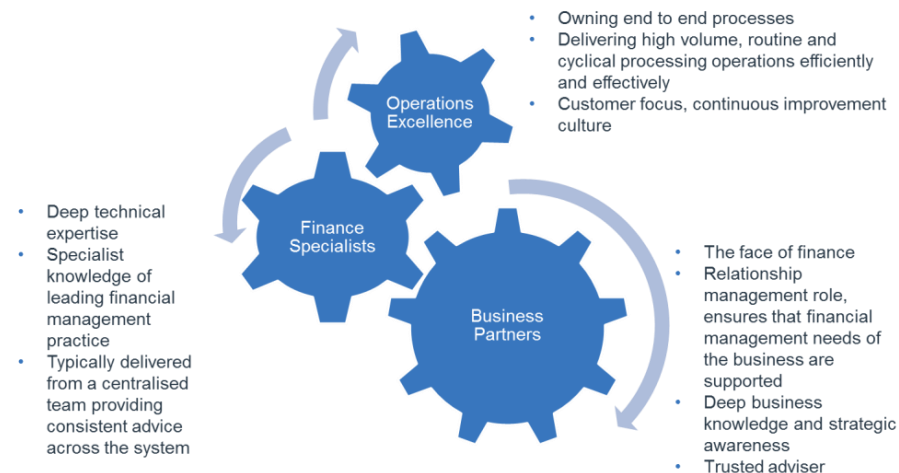 • Owning end to end processes
• Delivering high volume, routine and
cyclical processing operations efficiently
and effectively
• Customer focus, continuous improvement
culture
Operations
Excellence
• Deep technical
expertise
• Specialist
knowledge of
leading financial
management
practice
• Typically delivered
from a centralised
team providing
consistent advice
across the system
Finance
Specialists
Business
Partners
• The face of finance
• Relationship
management role,
ensures that financial
management needs of
the business are
supported
• Deep business
knowledge and strategic
awareness
• Trusted adviser